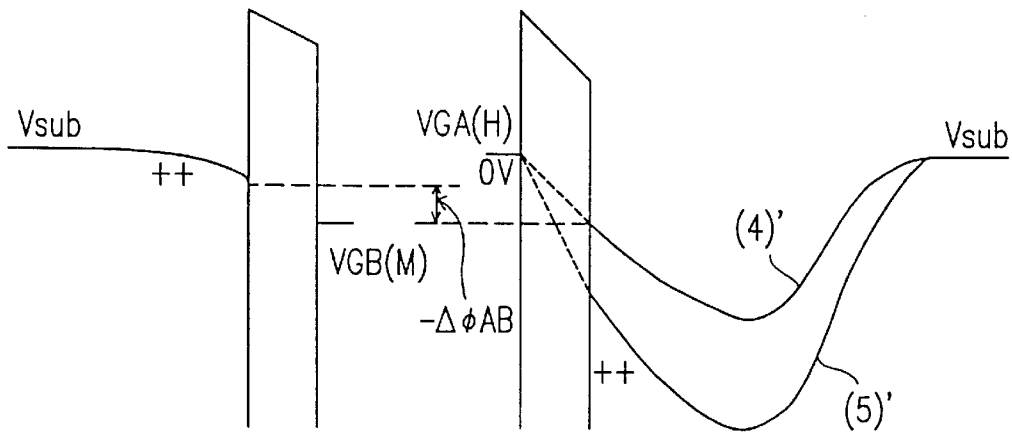 Vsub
++
VGB(M)
-ΔφAB
VGA(H)
0V
++
(4)'
(5)'
Vsub